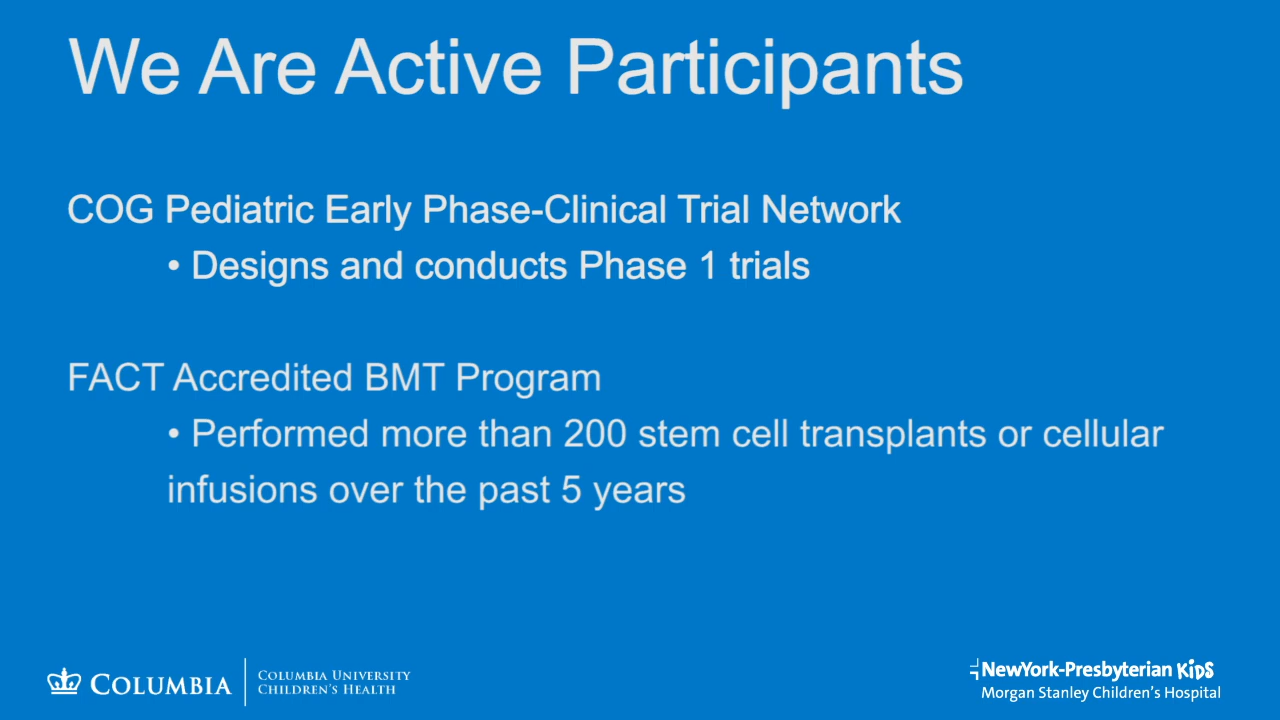 We Are Active Participants
COG Pediatric Early Phase-Clinical Trial Network
• Designs and conducts Phase 1 trials
FACT Accredited BMT Program
• Performed more than 200 stem cell transplants or cellular
infusions over the past 5 years
COLUMBIA
COLUMBIA UNIVERSITY
CHILDREN'S HEALTH
NewYork-Presbyterian KiDS
Morgan Stanley Children's Hospital